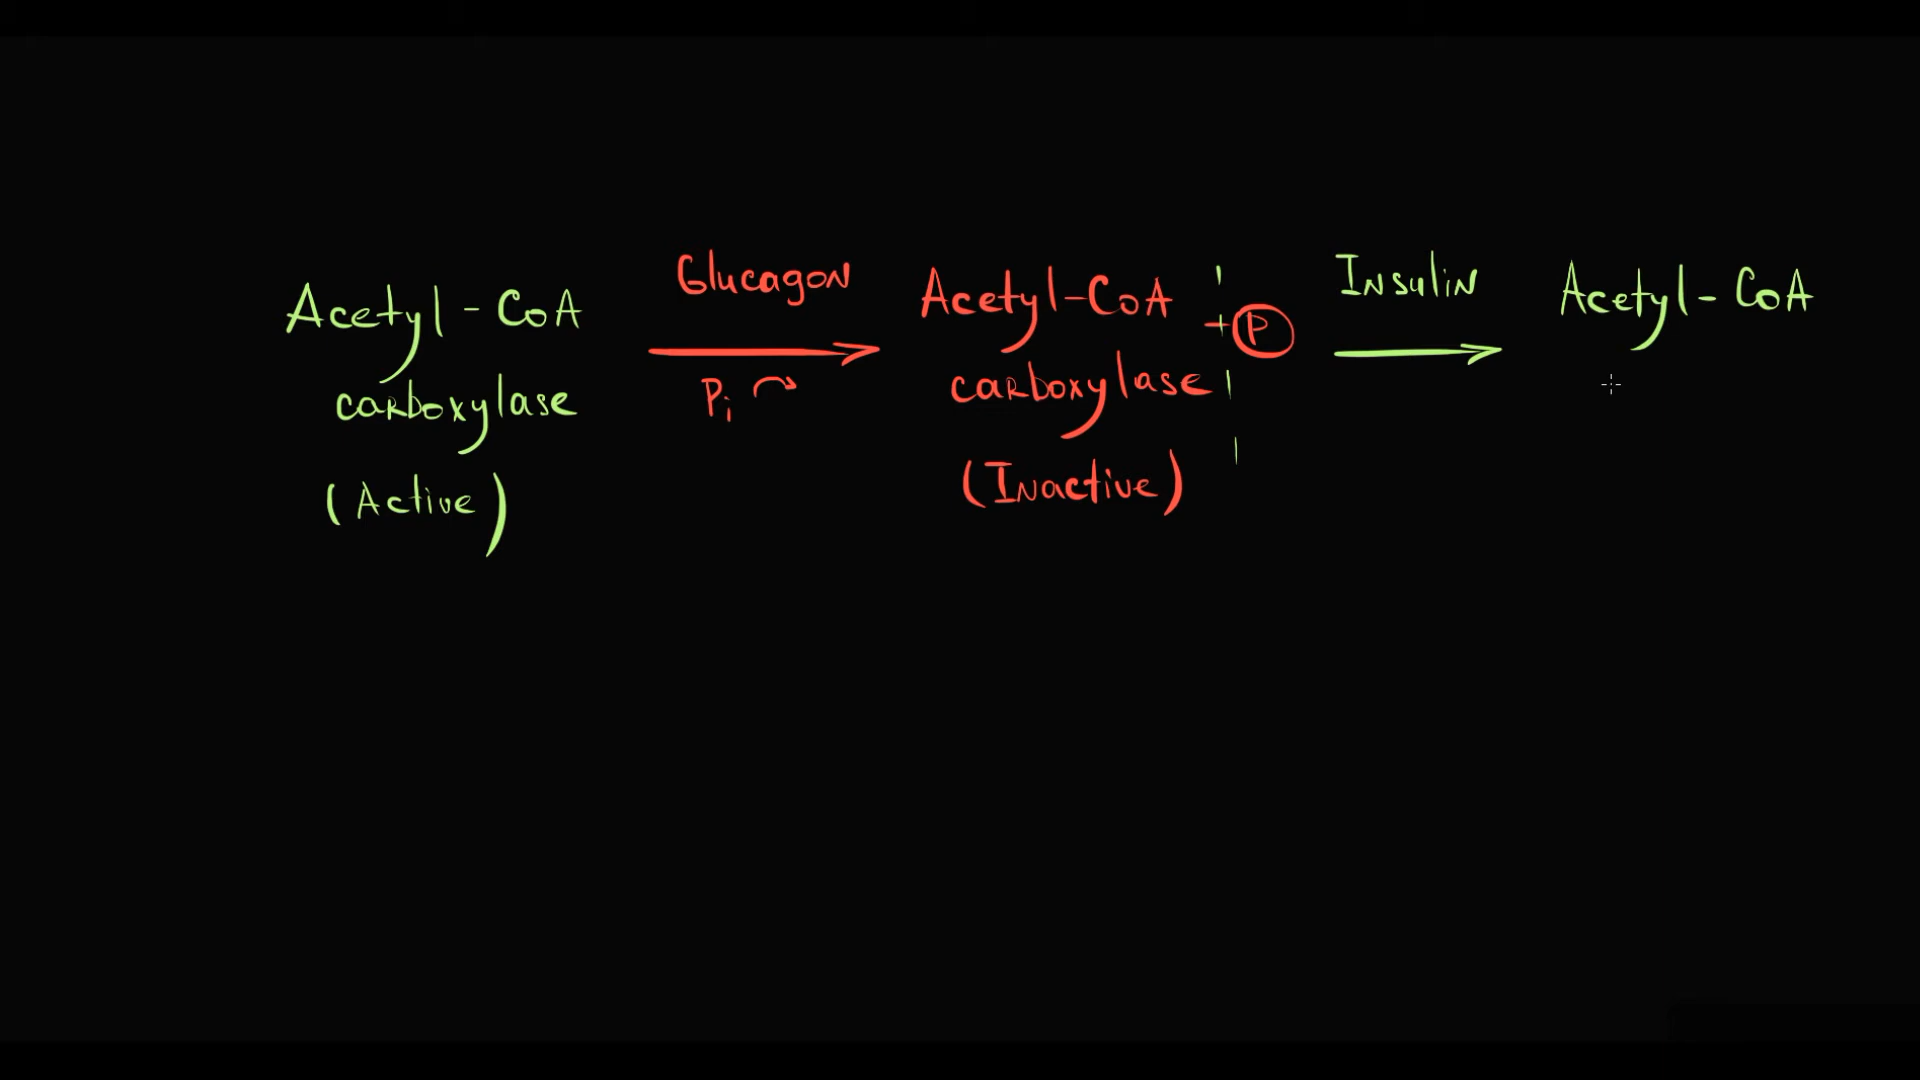 Acetyl-CoA
carboxylase
(Active)
Glucagon
Pi
Acetyl-CoA
+ P
carboxylase
(Inactive)
Insulin
Acetyl-CoA